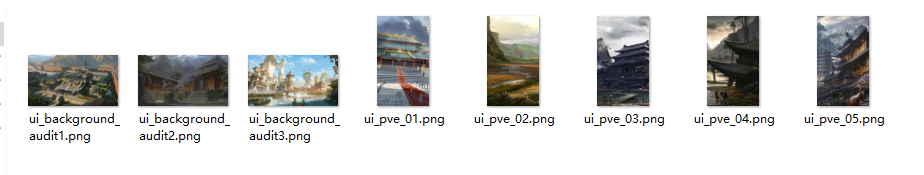 ui_background_
audit1.png
ui_background_
audit2.png
ui_background_
audit3.png
ui_pve_01.png
ui_pve_02.png
ui_pve_03.png
ui_pve_04.png
ui_pve_05.png